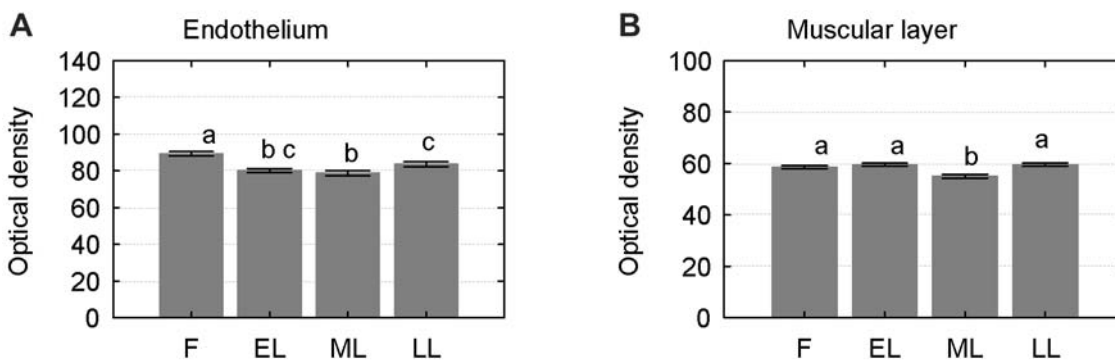 A Endothelium
Optical density
140
120
100
80
60
40
20
0
a
b c
b
c
F EL ML LL
B Muscular layer
Optical density
100
80
60
40
20
0
a
a
b
a
F EL ML LL